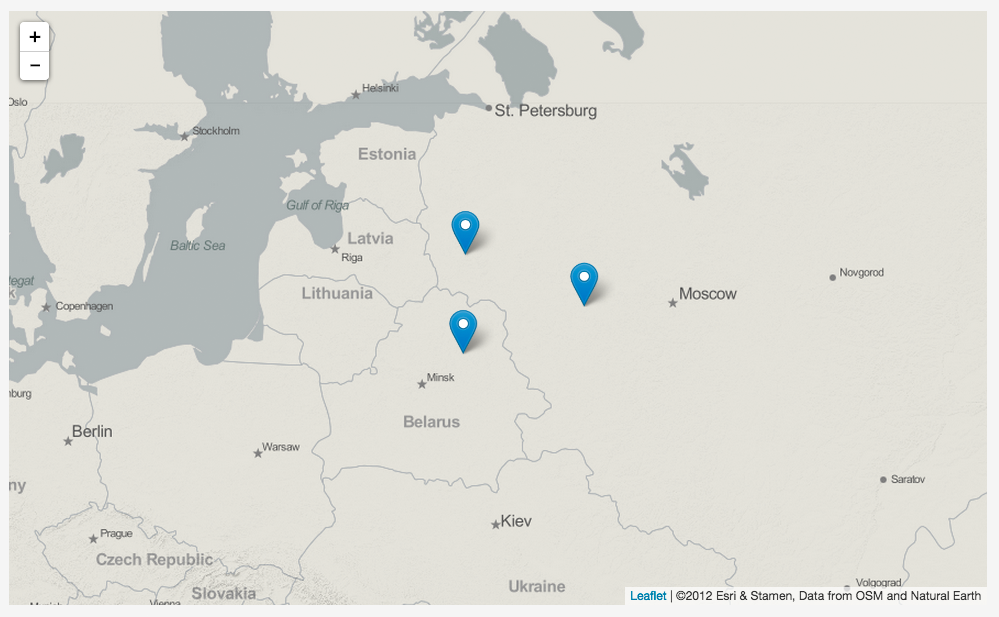 +
−
Oslo
Helsinki
St. Petersburg
Stockholm
Estonia
Gulf of Riga
Latvia
Baltic Sea
Riga
Novgorod
Lithuania
Moscow
Copenhagen
Minsk
Belarus
Berlin
Warsaw
Saratov
Kiev
Prague
Czech Republic
Volgograd
Ukraine
Slovakia
Vienna
Leaflet | ©2012 Esri & Stamen, Data from OSM and Natural Earth